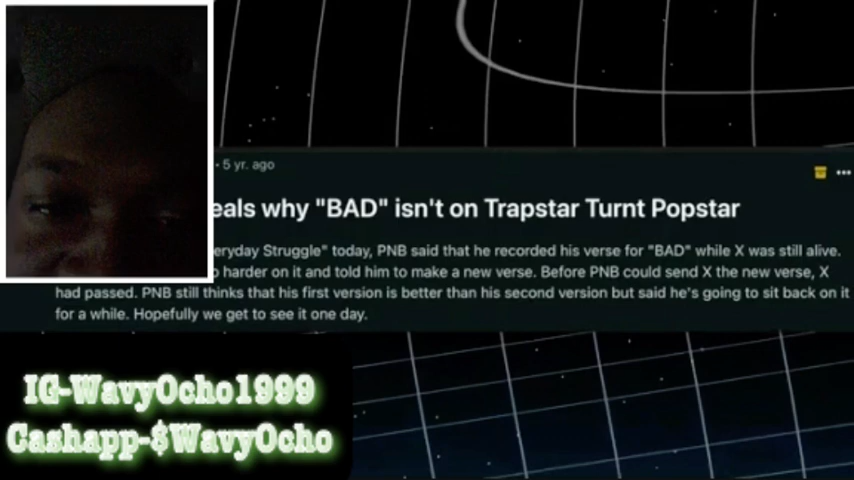 • 5 yr. ago
eals why "BAD" isn't on Trapstar Turnt Popstar
eryday Struggle" today, PNB said that he recorded his verse for "BAD" while X was still alive.
harder on it and told him to make a new verse. Before PNB could send X the new verse, X
had passed. PNB still thinks that his first version is better than his second version but said he's going to sit back on it
for a while. Hopefully we get to see it one day.
IG-WavyOcho1999
Cashapp-$WavyOcho